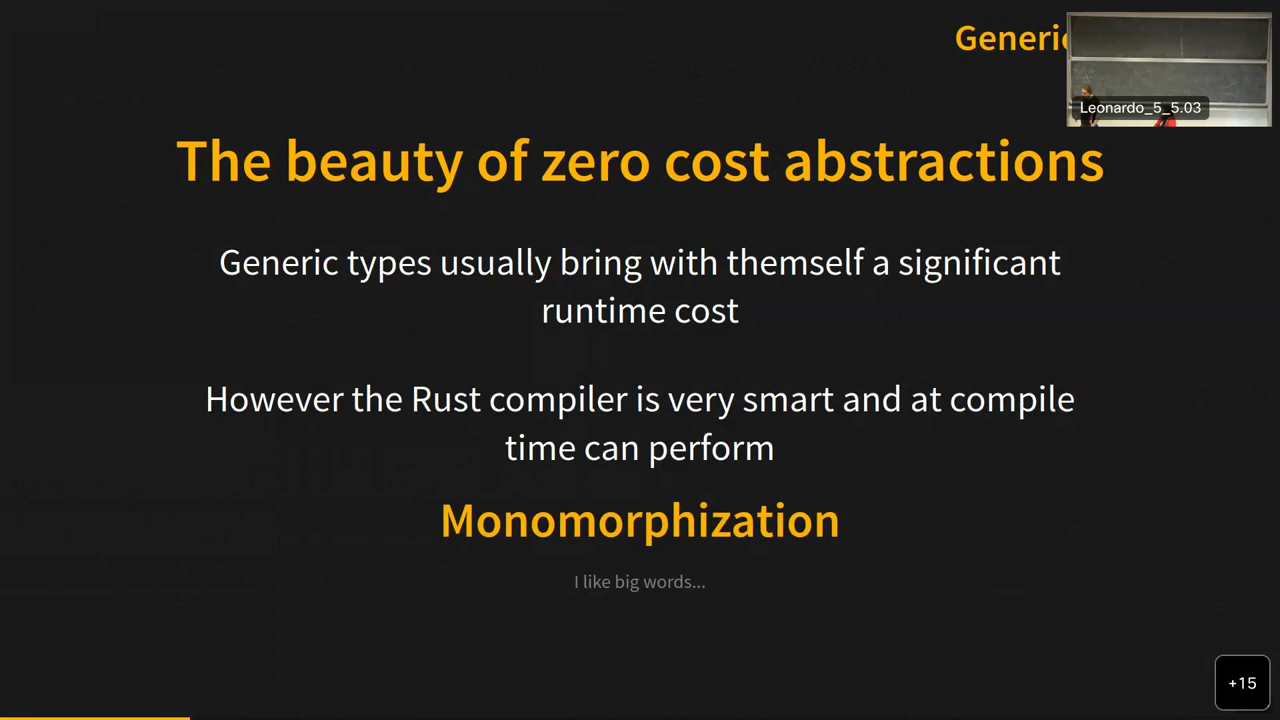 Generic
Leonardo_5_5.03
The beauty of zero cost abstractions
Generic types usually bring with themself a significant
runtime cost
However the Rust compiler is very smart and at compile
time can perform
Monomorphization
I like big words...
+15